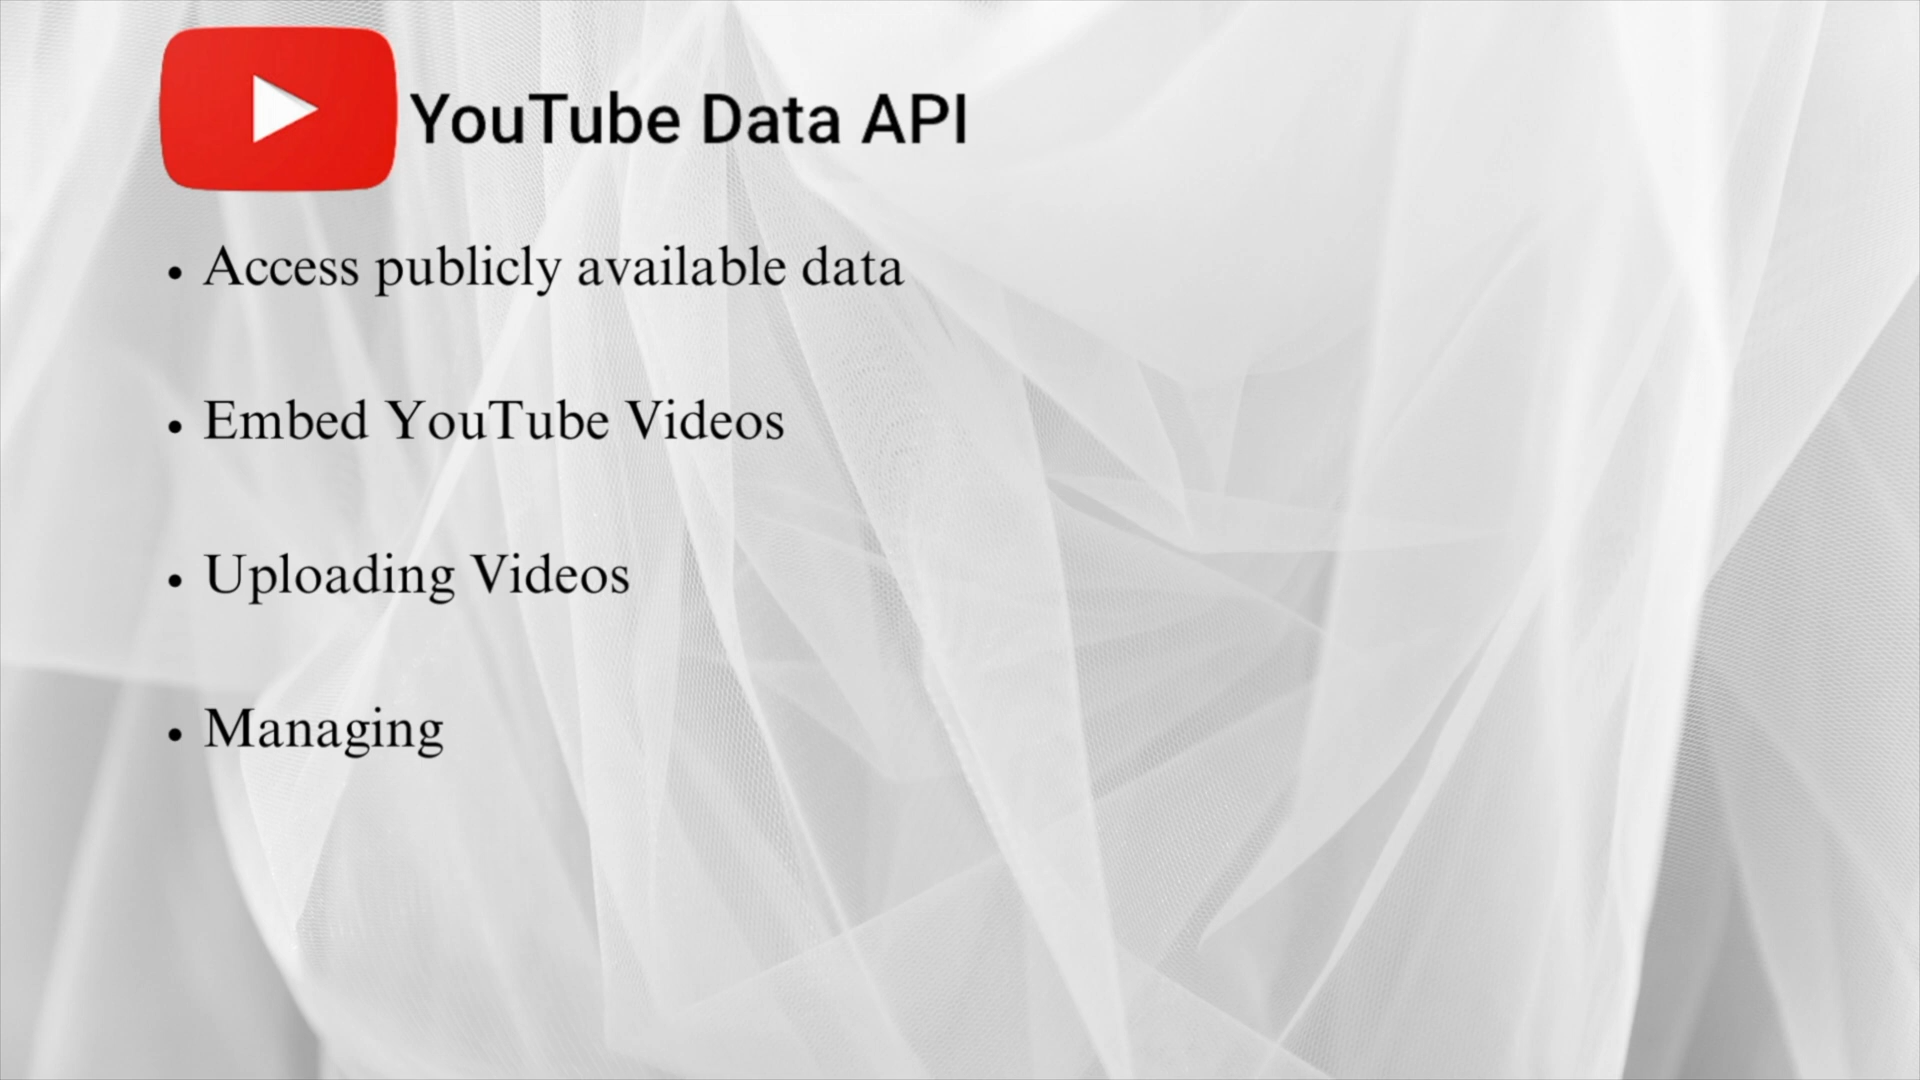 YouTube Data API
• Access publicly available data
• Embed YouTube Videos
• Uploading Videos
• Managing